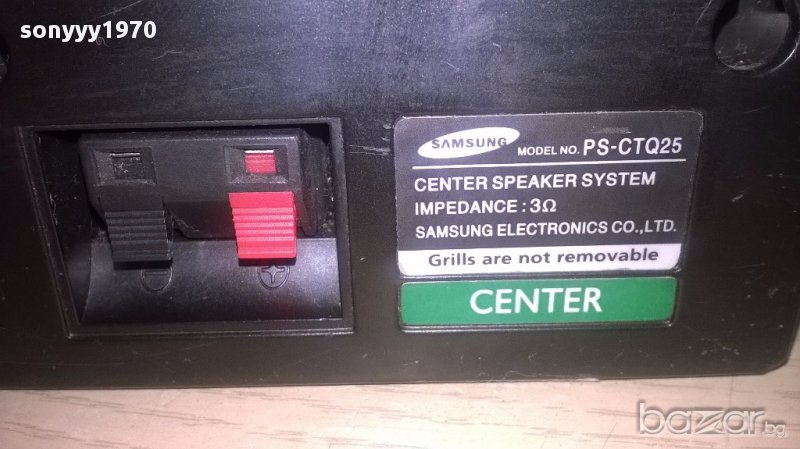 sonyyy1970
SAMSUNG MODEL NO. PS-CTQ25
CENTER SPEAKER SYSTEM
IMPEDANCE : 3Ω
SAMSUNG ELECTRONICS CO.,LTD.
Grills are not removable
CENTER
− +
bazar.bg